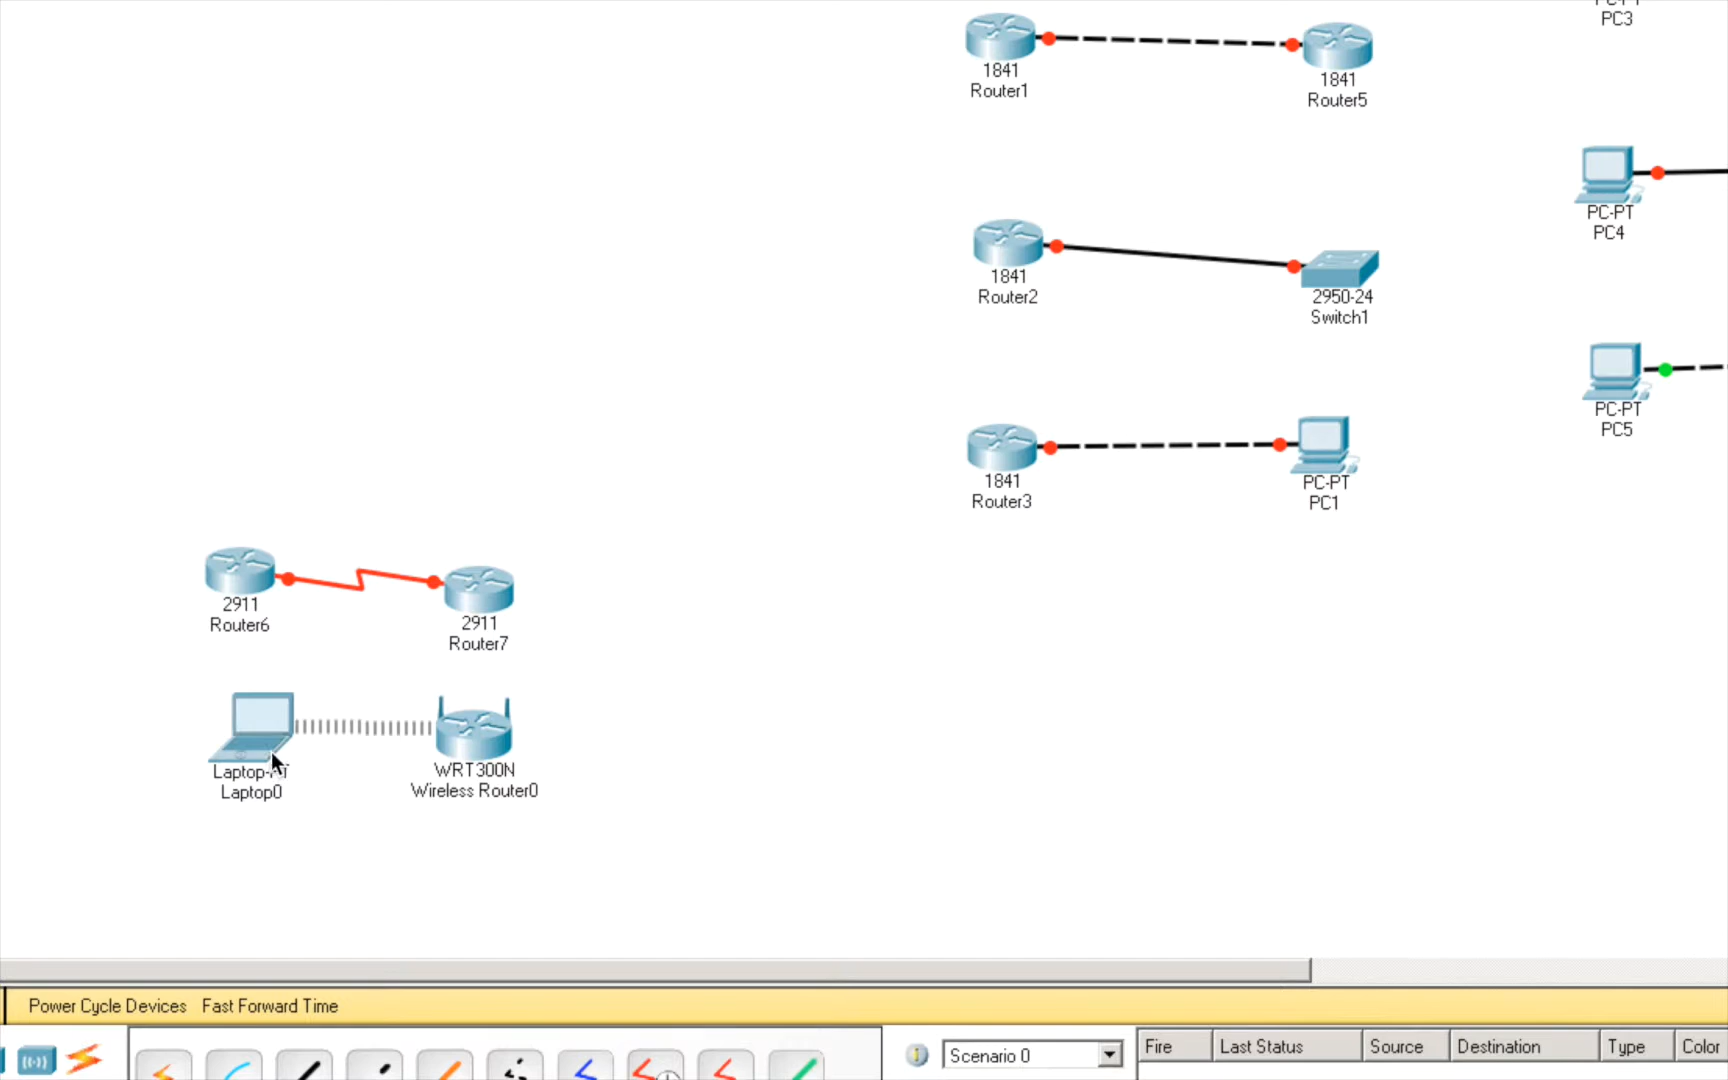 PC3
1841
Router1
1841
Router5
PC-PT
PC4
1841
Router2
2950-24
Switch1
PC-PT
PC5
1841
Router3
PC-PT
PC1
2911
Router6
2911
Router7
Laptop-PT
Laptop0
WRT300N
Wireless Router0
Power Cycle Devices Fast Forward Time
Scenario 0
Fire Last Status Source Destination Type Color